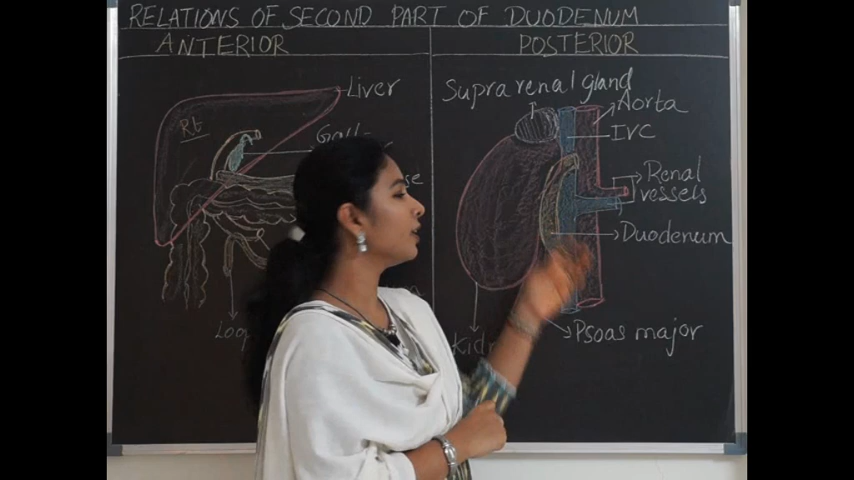 RELATIONS OF SECOND PART OF DUODENUM
ANTERIOR
POSTERIOR
Liver
Rt
Supra renal gland
Aorta
IVC
Renal
vessels
Duodenum
Psoas major